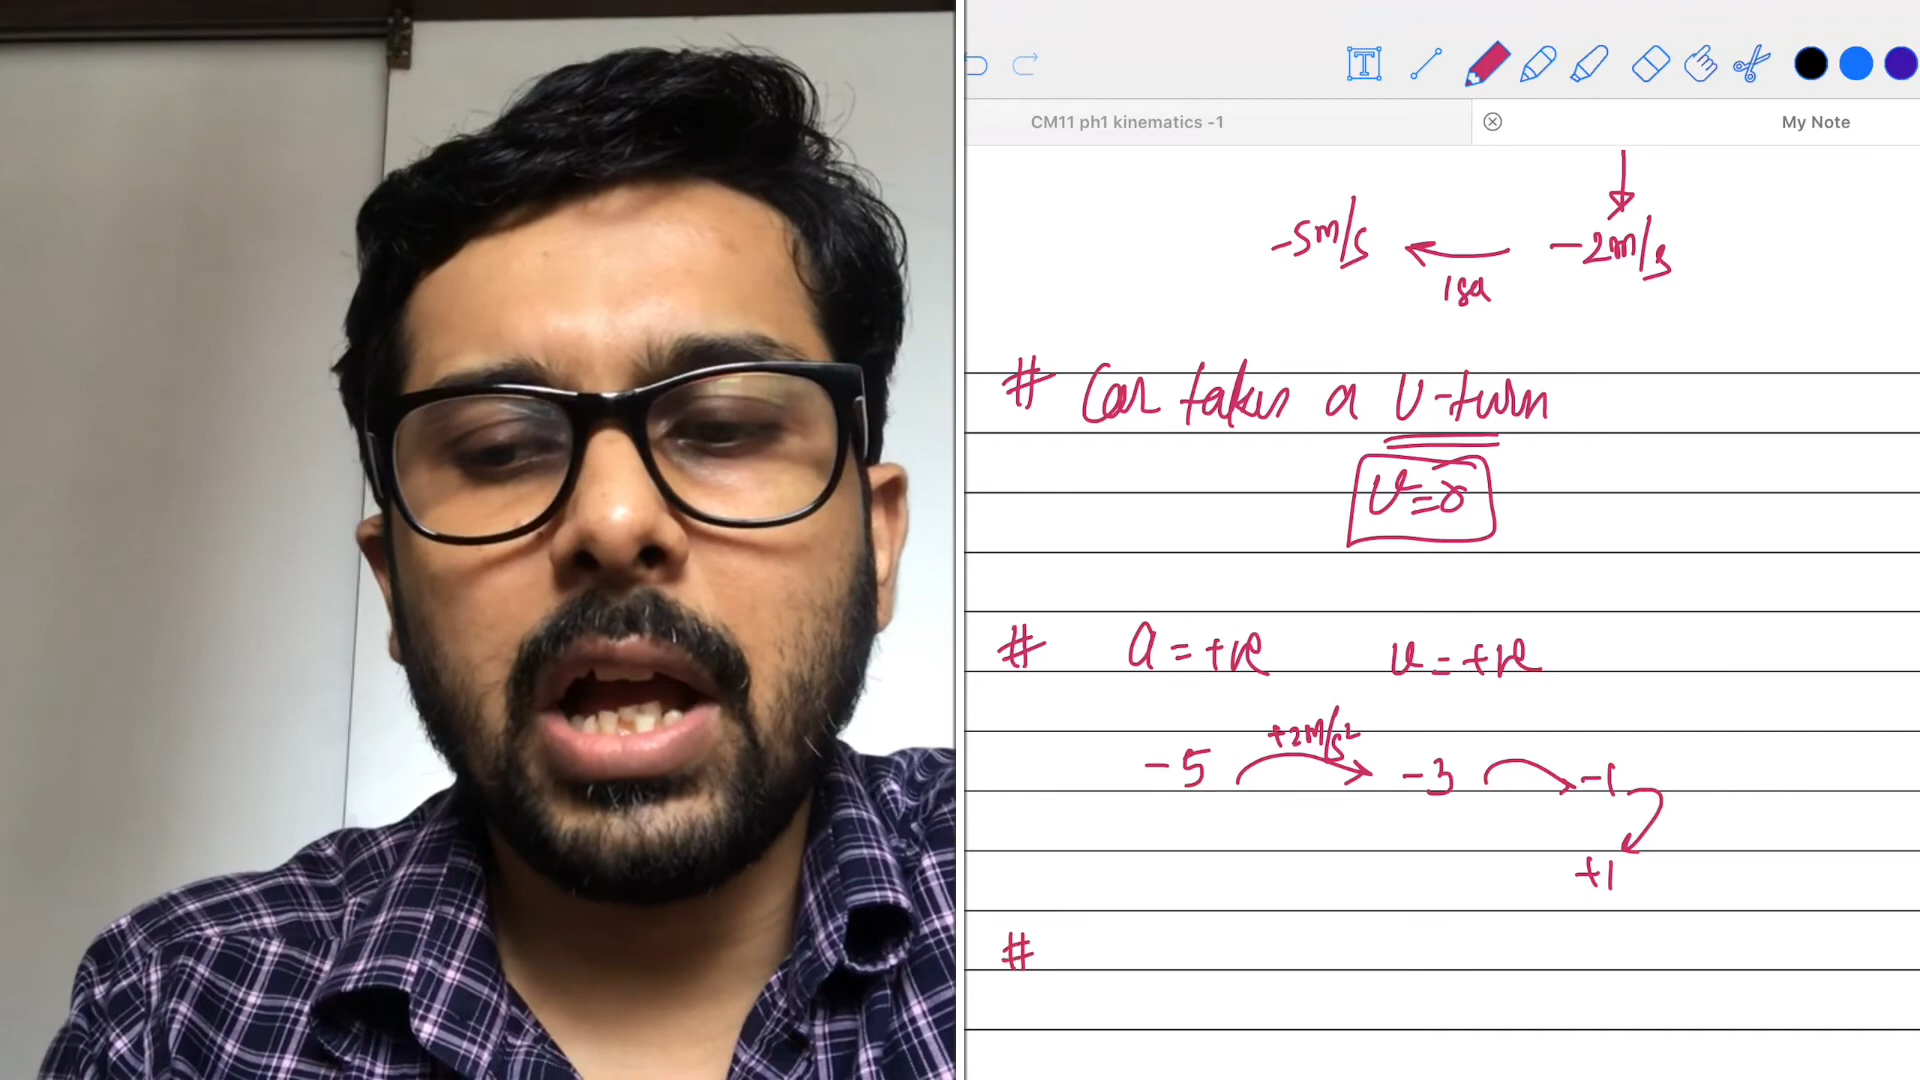 CM11 ph1 kinematics -1
My Note
-5m/s ← -2m/s
# Car takes a U-turn
v=0
# a=+ve v=+ve
+2m/s²
-5 → -3 → -1
+1
#